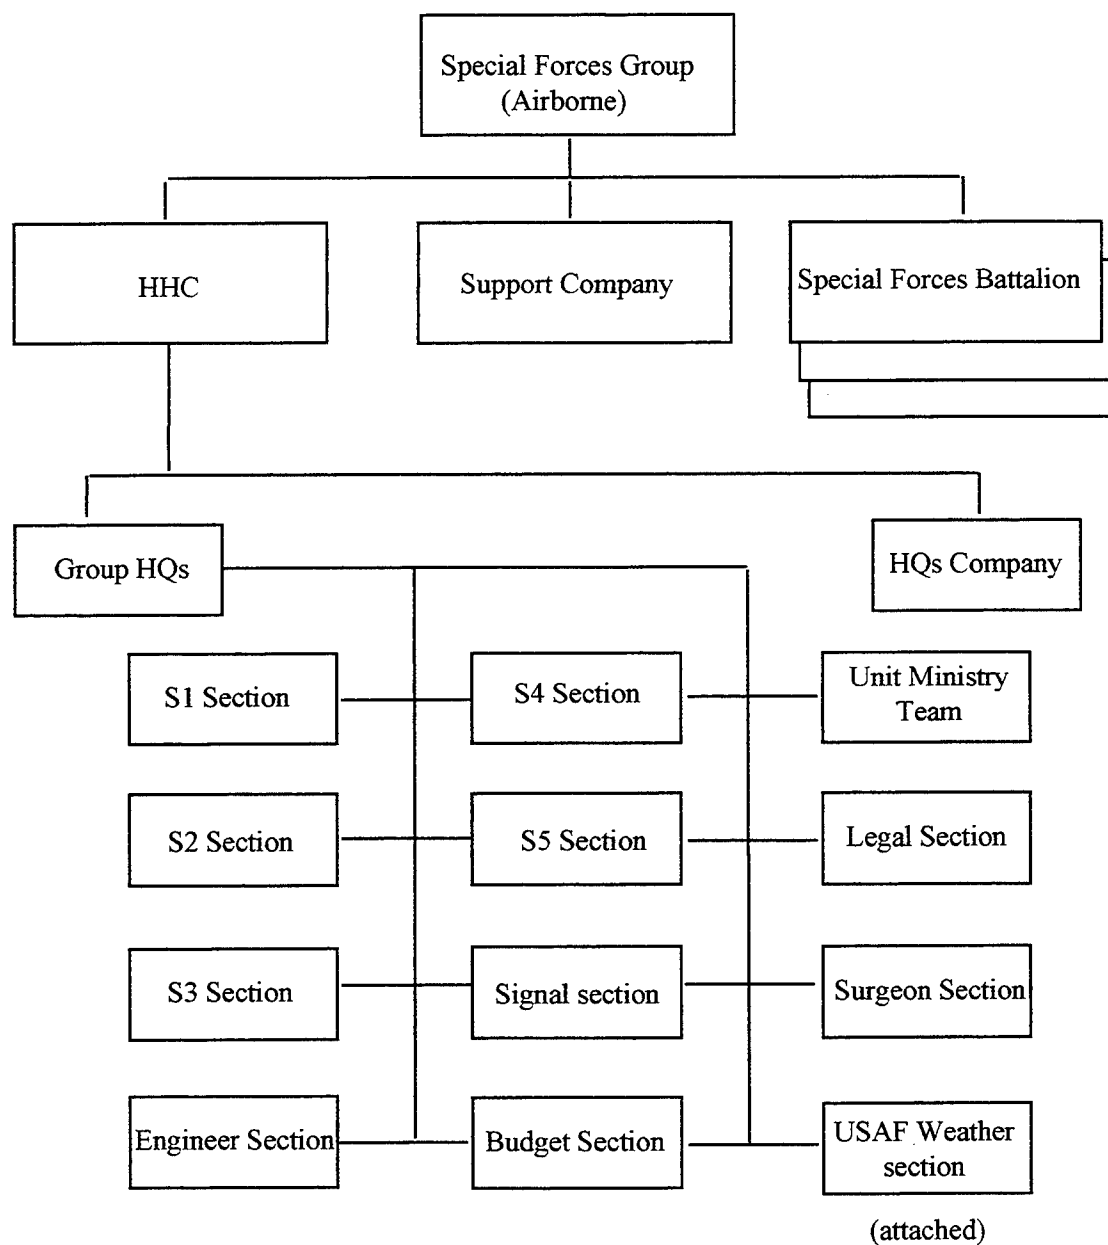 Special Forces Group
(Airborne)
HHC
Support Company
Special Forces Battalion
Group HQs
HQs Company
S1 Section
S4 Section
Unit Ministry
Team
S2 Section
S5 Section
Legal Section
S3 Section
Signal section
Surgeon Section
Engineer Section
Budget Section
USAF Weather
section
(attached)